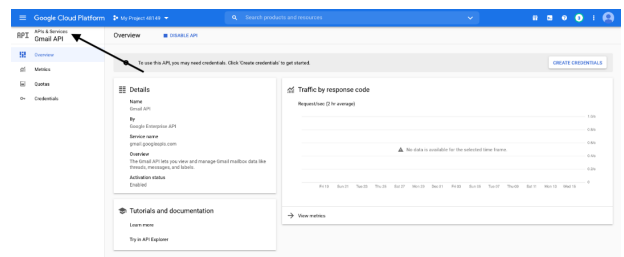 Google Cloud Platform
My Project 46149
Search products and resources
API
APIs & Services
Gmail API
Overview
DISABLE API
Overview
Metrics
Quotas
Credentials
To use this API, you may need credentials. Click 'Create credentials' to get started.
CREATE CREDENTIALS
Details
Name
Gmail API
By
Google Enterprise API
Service name
gmail.googleapis.com
Overview
The Gmail API lets you view and manage Gmail mailbox data like
threads, messages, and labels.
Activation status
Enabled
Tutorials and documentation
Learn more
Try in API Explorer
Traffic by response code
Request/sec (2 hr average)
No data is available for the selected time frame.
View metrics